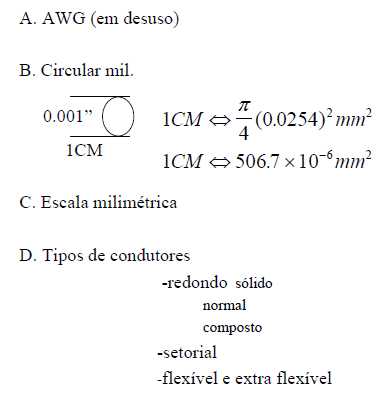 A. AWG (em desuso)
B. Circular mil.
0.001”
1CM
1CM ⇔ π/4 (0.0254)² mm²
1CM ⇔ 506.7 × 10⁻⁶ mm²
C. Escala milimétrica
D. Tipos de condutores
-redondo sólido
normal
composto
-setorial
-flexível e extra flexível